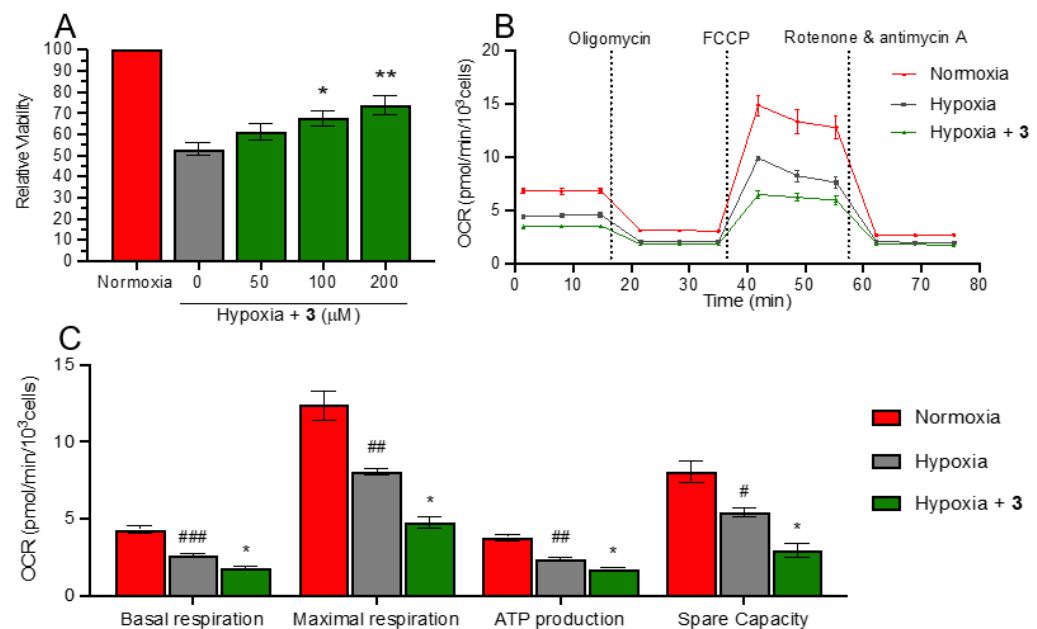 A
Relative Viability
100
90
80
70
60
50
40
30
20
10
0
* **
Normoxia 0 50 100 200
Hypoxia + 3 (μM)
B
Oligomycin FCCP Rotenone & antimycin A
OCR (pmol/min/10³cells)
20
15
10
5
0
0 10 20 30 40 50 60 70 80
Time (min)
Normoxia
Hypoxia
Hypoxia + 3
C
OCR (pmol/min/10³cells)
15
10
5
0
### * ## * ## * # *
Basal respiration Maximal respiration ATP production Spare Capacity
Normoxia
Hypoxia
Hypoxia + 3